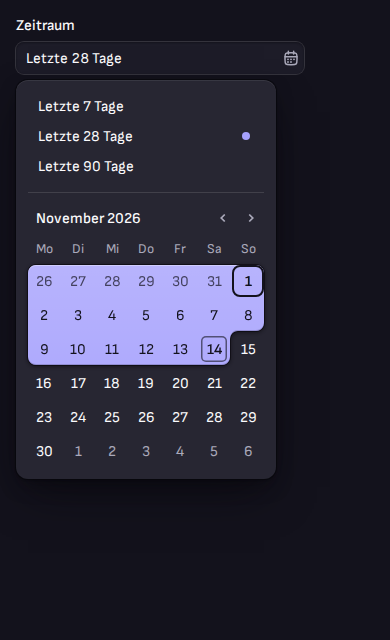 Zeitraum
Letzte 28 Tage
Letzte 7 Tage
Letzte 28 Tage
Letzte 90 Tage
November 2026
Mo Di Mi Do Fr Sa So
26 27 28 29 30 31 1
2 3 4 5 6 7 8
9 10 11 12 13 14 15
16 17 18 19 20 21 22
23 24 25 26 27 28 29
30 1 2 3 4 5 6